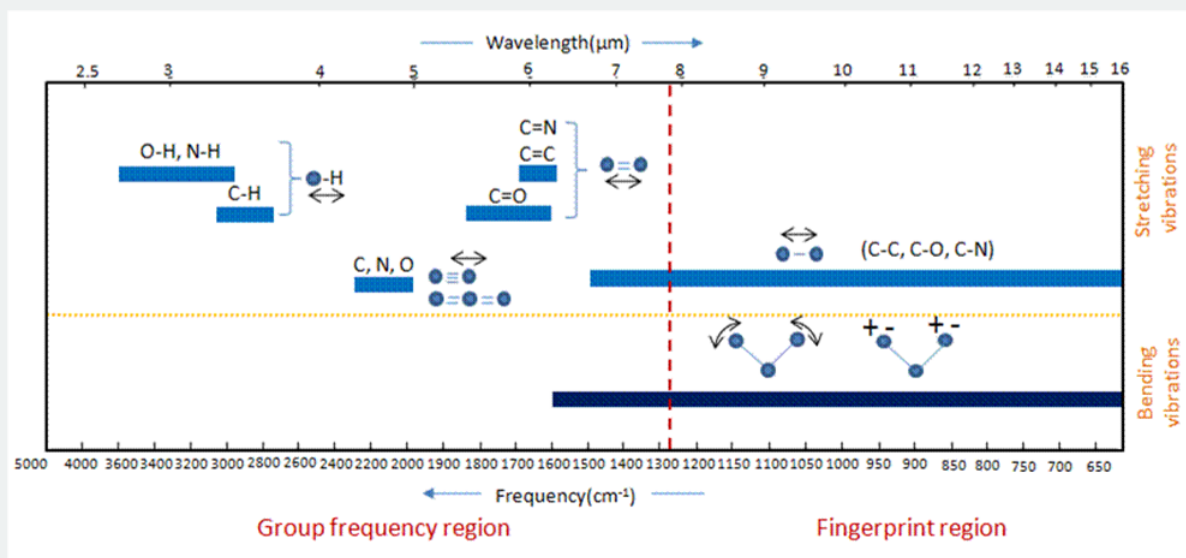 Wavelength(µm)
2.5 3 4 5 6 7 8 9 10 11 12 13 14 15 16
C=N
O-H, N-H
C=C
-H
C-H
C=O
(C-C, C-O, C-N)
C, N, O
+ - + -
Stretching
vibrations
Bending
vibrations
5000 4000 3600 3400 3200 3000 2800 2600 2400 2200 2000 1900 1800 1700 1600 1500 1400 1300 1200 1150 1100 1050 1000 950 900 850 800 750 700 650
Frequency(cm⁻¹)
Group frequency region
Fingerprint region